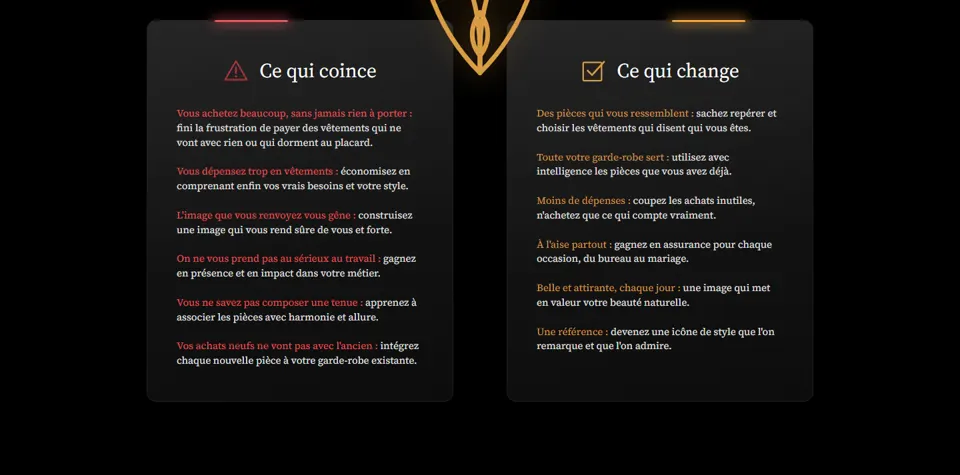 Ce qui coince
Vous achetez beaucoup, sans jamais rien à porter :
fini la frustration de payer des vêtements qui ne
vont avec rien ou qui dorment au placard.
Vous dépensez trop en vêtements : économisez en
comprenant enfin vos vrais besoins et votre style.
L'image que vous renvoyez vous gêne : construisez
une image qui vous rend sûre de vous et forte.
On ne vous prend pas au sérieux au travail : gagnez
en présence et en impact dans votre métier.
Vous ne savez pas composer une tenue : apprenez à
associer les pièces avec harmonie et allure.
Vos achats neufs ne vont pas avec l'ancien : intégrez
chaque nouvelle pièce à votre garde-robe existante.
Ce qui change
Des pièces qui vous ressemblent : sachez repérer et
choisir les vêtements qui disent qui vous êtes.
Toute votre garde-robe sert : utilisez avec
intelligence les pièces que vous avez déjà.
Moins de dépenses : coupez les achats inutiles,
n'achetez que ce qui compte vraiment.
À l'aise partout : gagnez en assurance pour chaque
occasion, du bureau au mariage.
Belle et attirante, chaque jour : une image qui met
en valeur votre beauté naturelle.
Une référence : devenez une icône de style que l'on
remarque et que l'on admire.